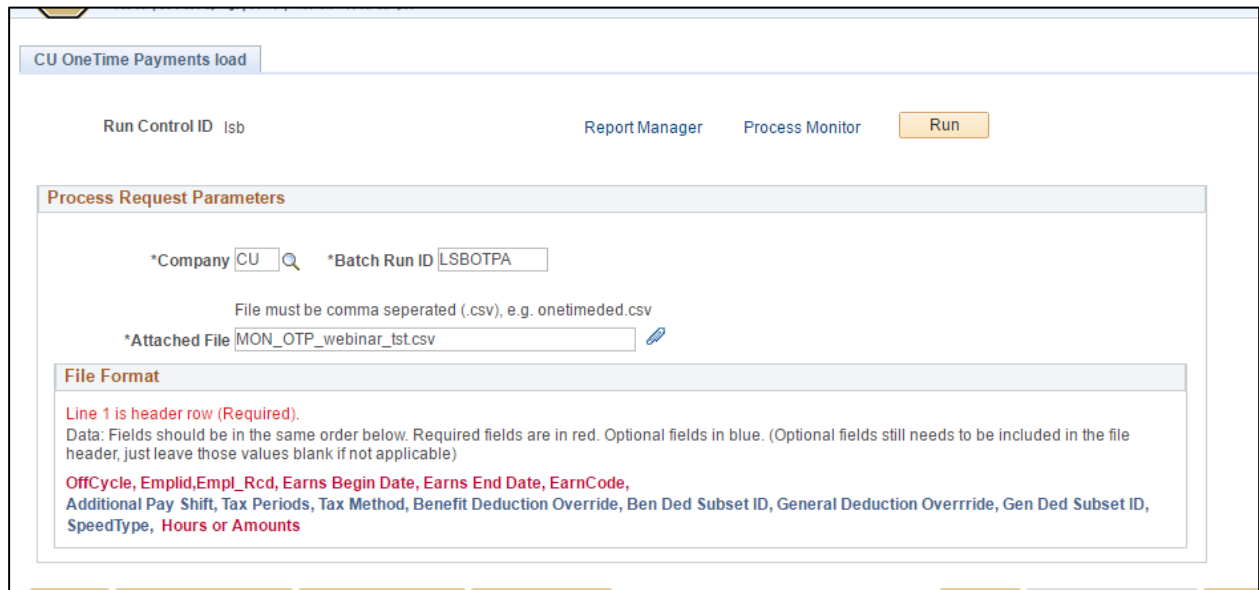 CU OneTime Payments load
Run Control ID lsb Report Manager Process Monitor Run
Process Request Parameters
*Company CU *Batch Run ID LSBOTPA
File must be comma seperated (.csv), e.g. onetimeded.csv
*Attached File MON_OTP_webinar_tst.csv
File Format
Line 1 is header row (Required).
Data: Fields should be in the same order below. Required fields are in red. Optional fields in blue. (Optional fields still needs to be included in the file
header, just leave those values blank if not applicable)
OffCycle, Emplid,Empl_Rcd, Earns Begin Date, Earns End Date, EarnCode,
Additional Pay Shift, Tax Periods, Tax Method, Benefit Deduction Override, Ben Ded Subset ID, General Deduction Overrride, Gen Ded Subset ID,
SpeedType, Hours or Amounts